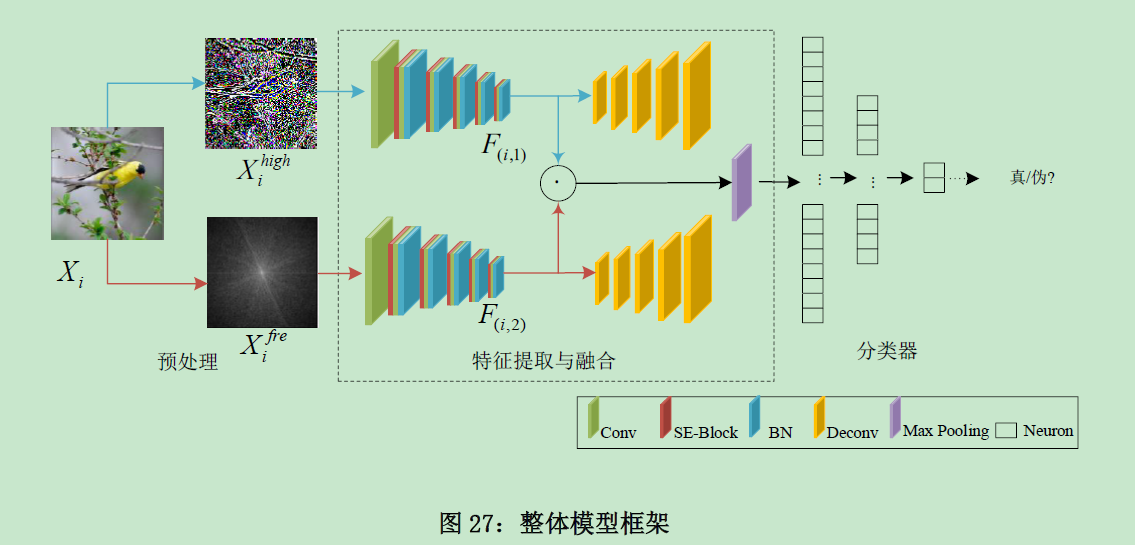 X_i^{high}
F_{(i,1)}
X_i
真/伪?
F_{(i,2)}
X_i^{fre}
预处理
特征提取与融合
分类器
Conv SE-Block BN Deconv Max Pooling Neuron
图 27：整体模型框架